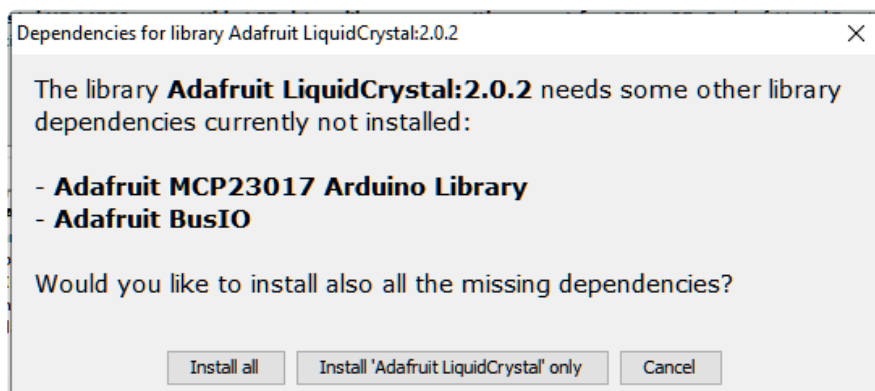 Dependencies for library Adafruit LiquidCrystal:2.0.2
The library Adafruit LiquidCrystal:2.0.2 needs some other library
dependencies currently not installed:
- Adafruit MCP23017 Arduino Library
- Adafruit BusIO
Would you like to install also all the missing dependencies?
Install all
Install 'Adafruit LiquidCrystal' only
Cancel